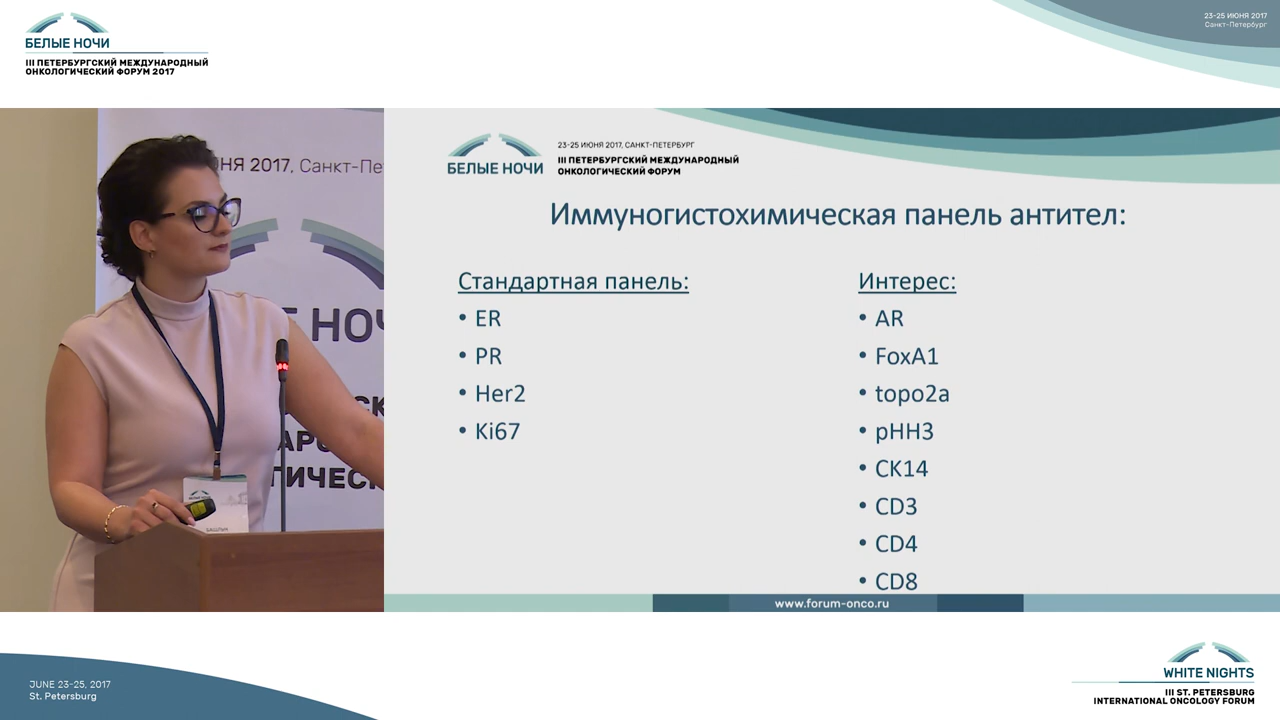 БЕЛЫЕ НОЧИ
III ПЕТЕРБУРГСКИЙ МЕЖДУНАРОДНЫЙ
ОНКОЛОГИЧЕСКИЙ ФОРУМ 2017
23-25 ИЮНЯ 2017
Санкт-Петербург
НЯ 2017, Санкт-Пе
Е НОЧ
23-25 ИЮНЯ 2017, САНКТ-ПЕТЕРБУРГ
БЕЛЫЕ НОЧИ
III ПЕТЕРБУРГСКИЙ МЕЖДУНАРОДНЫЙ
ОНКОЛОГИЧЕСКИЙ ФОРУМ
Иммуногистохимическая панель антител:
Стандартная панель:
• ER
• PR
• Her2
• Ki67
Интерес:
• AR
• FoxA1
• topo2a
• pHH3
• CK14
• CD3
• CD4
• CD8
www.forum-onco.ru
JUNE 23-25, 2017
St. Petersburg
WHITE NIGHTS
III ST. PETERSBURG
INTERNATIONAL ONCOLOGY FORUM